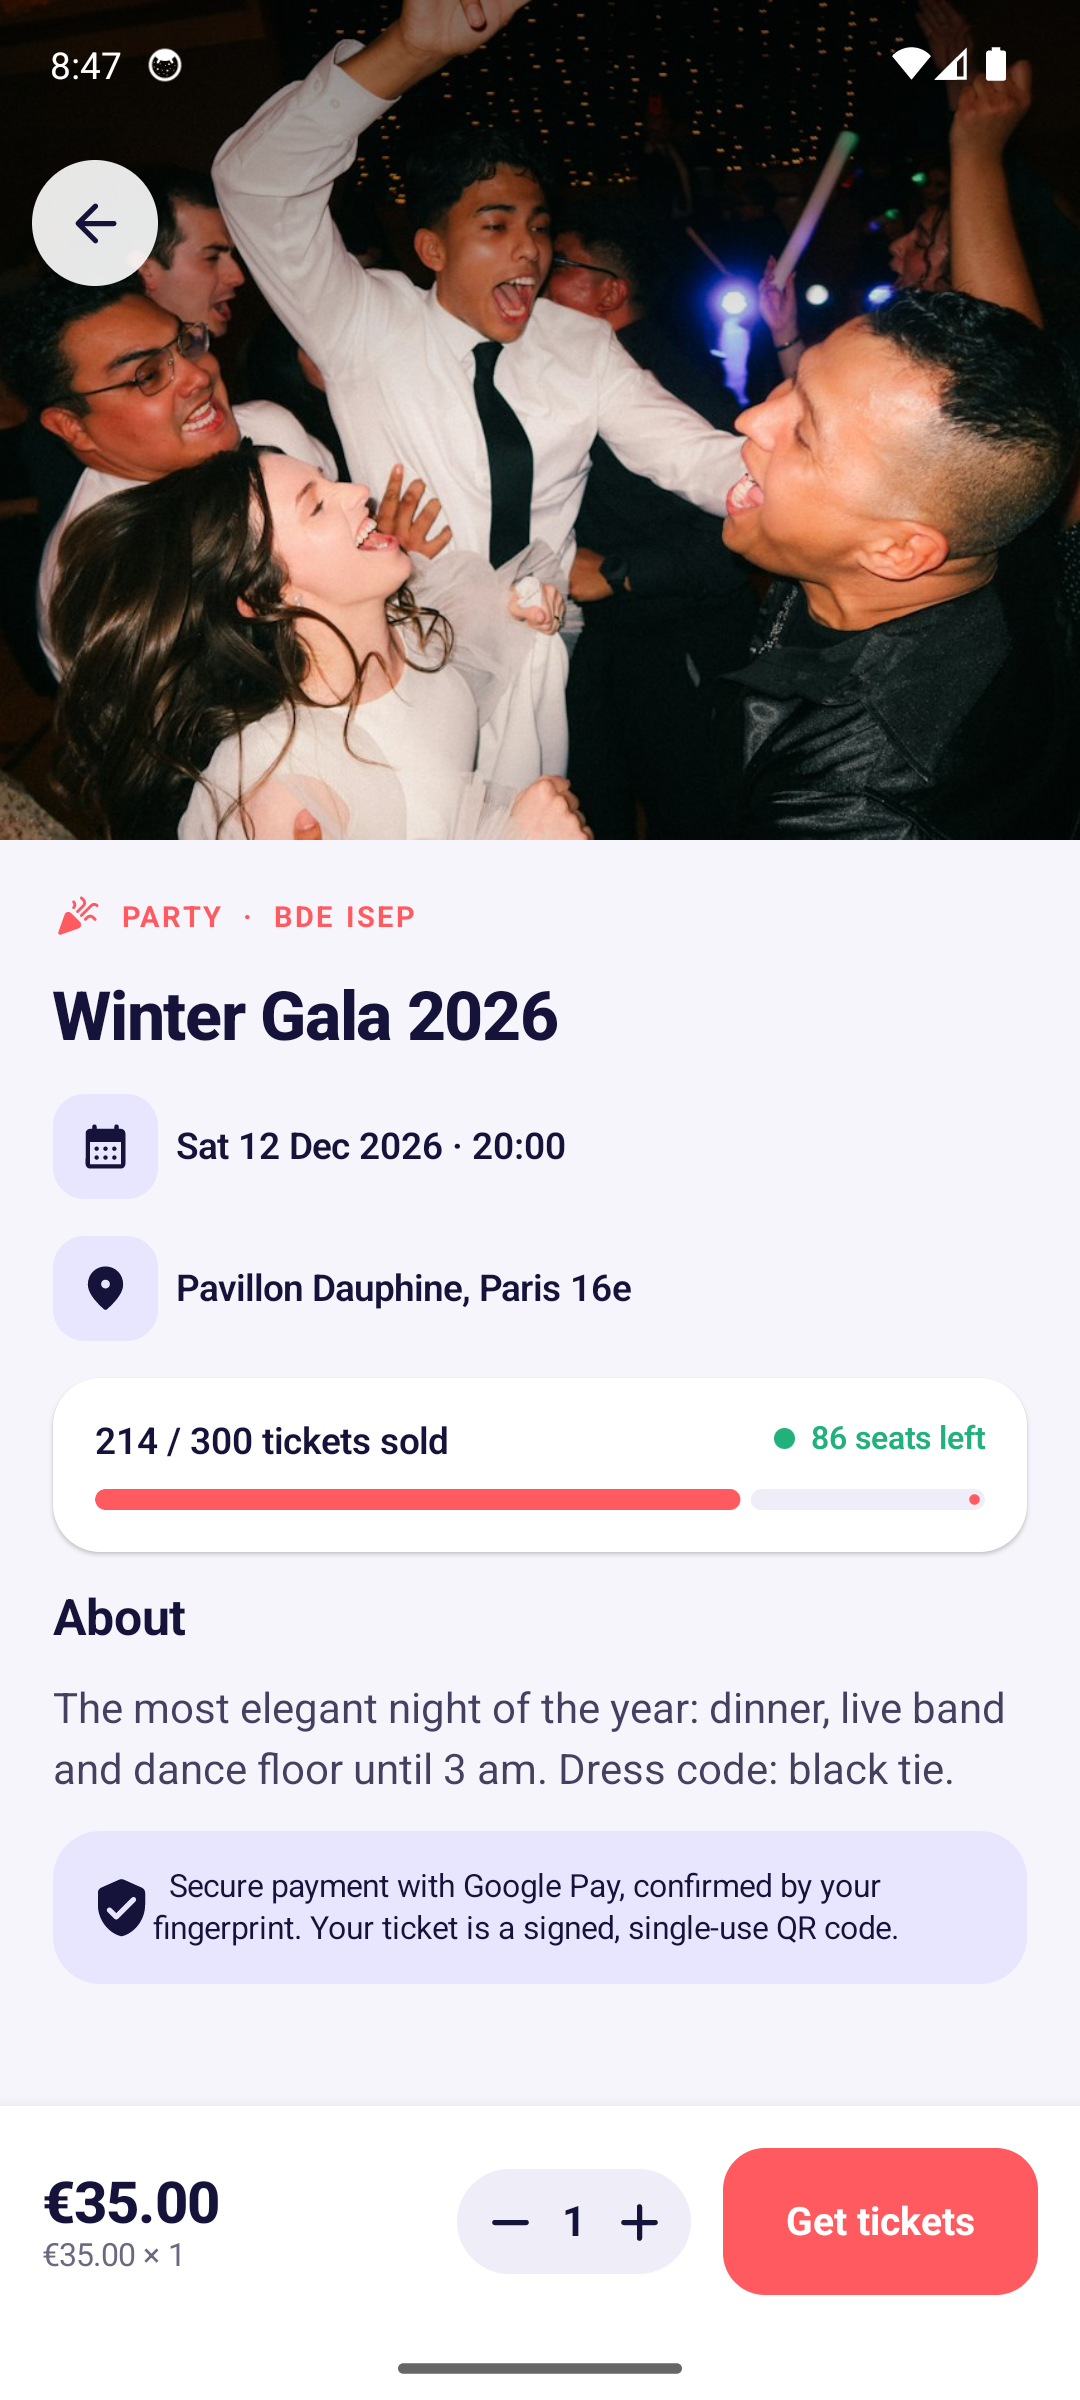 8:47
PARTY · BDE ISEP
Winter Gala 2026
Sat 12 Dec 2026 · 20:00
Pavillon Dauphine, Paris 16e
214 / 300 tickets sold
86 seats left
About
The most elegant night of the year: dinner, live band
and dance floor until 3 am. Dress code: black tie.
Secure payment with Google Pay, confirmed by your
fingerprint. Your ticket is a signed, single-use QR code.
€35.00
€35.00 × 1
1
Get tickets